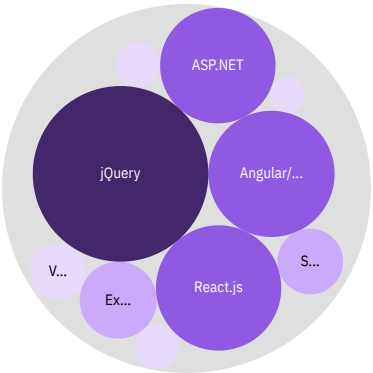 ASP.NET
jQuery
Angular/...
S...
V...
React.js
Ex...